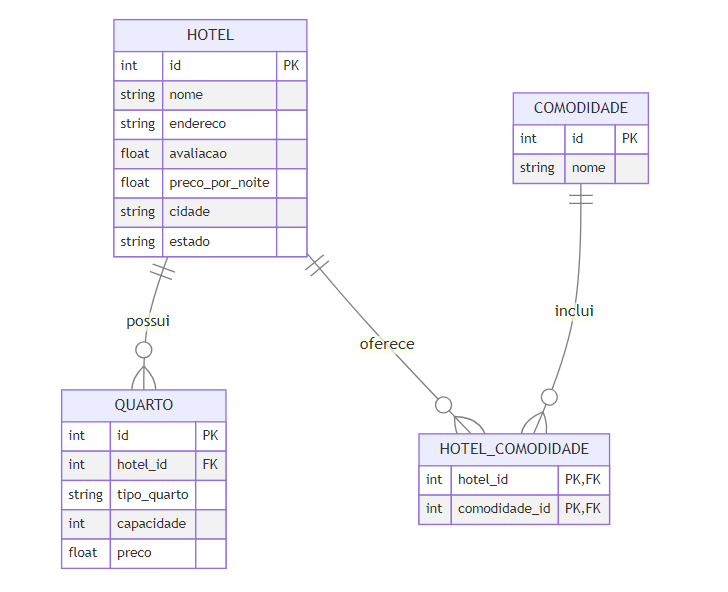 HOTEL
int id PK
string nome
string endereco
float avaliacao
float preco_por_noite
string cidade
string estado
COMODIDADE
int id PK
string nome
possui
oferece
inclui
QUARTO
int id PK
int hotel_id FK
string tipo_quarto
int capacidade
float preco
HOTEL_COMODIDADE
int hotel_id PK,FK
int comodidade_id PK,FK